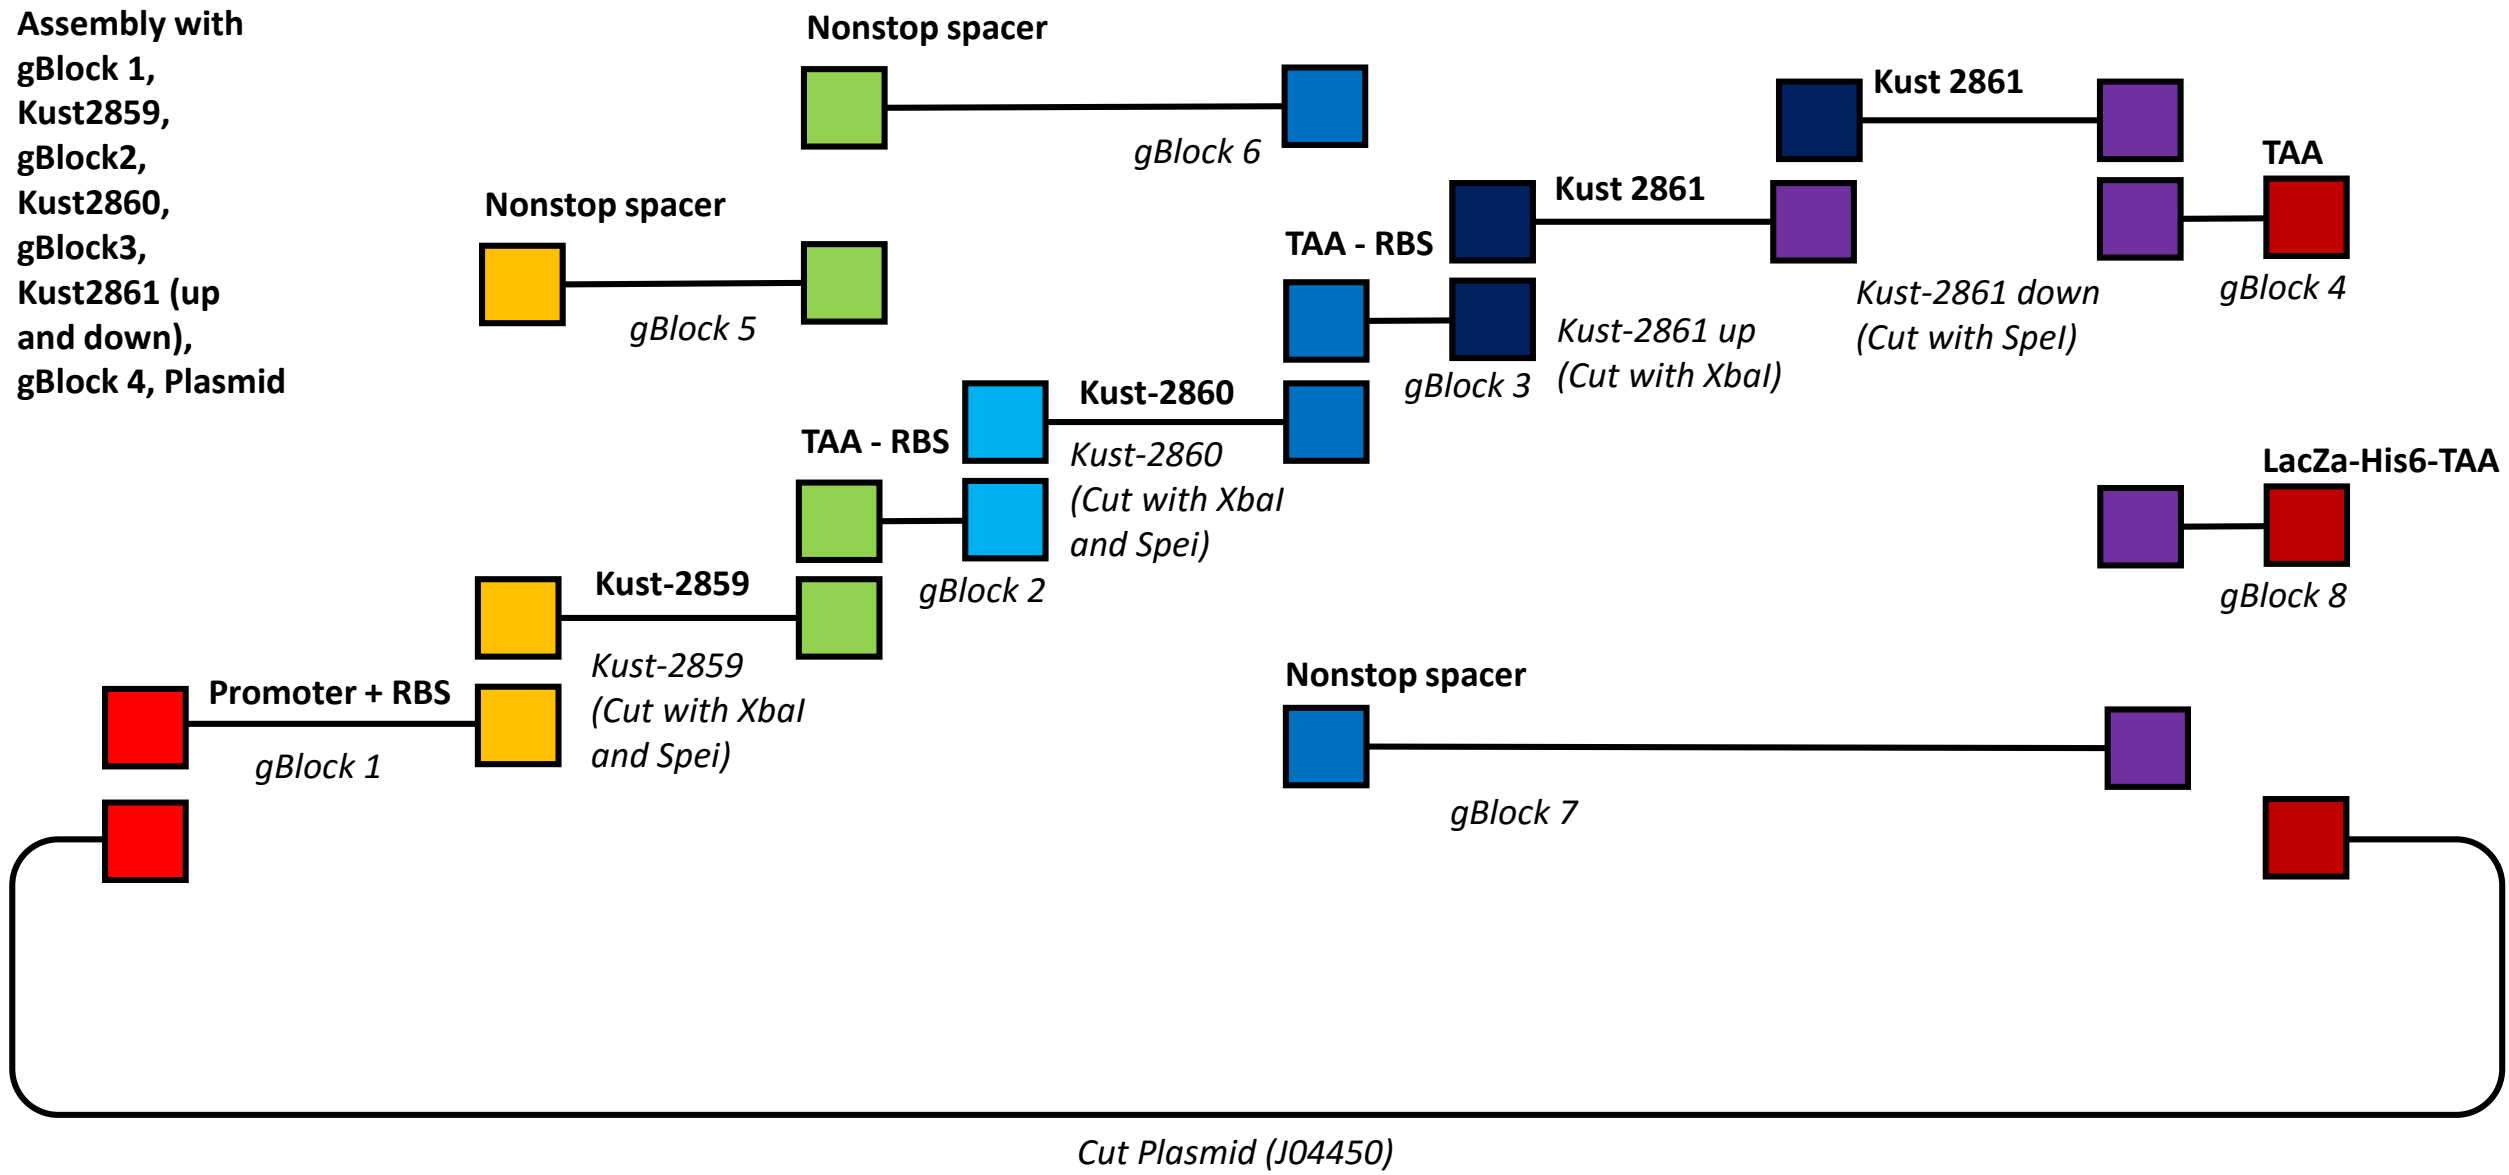 Assembly with
gBlock 1,
Kust2859,
gBlock2,
Kust2860,
gBlock3,
Kust2861 (up
and down),
gBlock 4, Plasmid
Nonstop spacer
gBlock 6
Nonstop spacer
gBlock 5
Kust 2861
Kust-2861 down
(Cut with SpeI)
TAA
gBlock 4
Kust 2861
Kust-2861 up
(Cut with XbaI)
TAA - RBS
gBlock 3
Kust-2860
Kust-2860
(Cut with XbaI
and Spei)
TAA - RBS
gBlock 2
LacZa-His6-TAA
gBlock 8
Kust-2859
Kust-2859
(Cut with XbaI
and Spei)
Promoter + RBS
gBlock 1
Nonstop spacer
gBlock 7
Cut Plasmid (J04450)